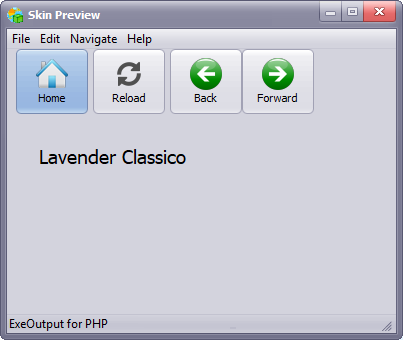 Skin Preview
File Edit Navigate Help
Home Reload Back Forward
Lavender Classico
ExeOutput for PHP